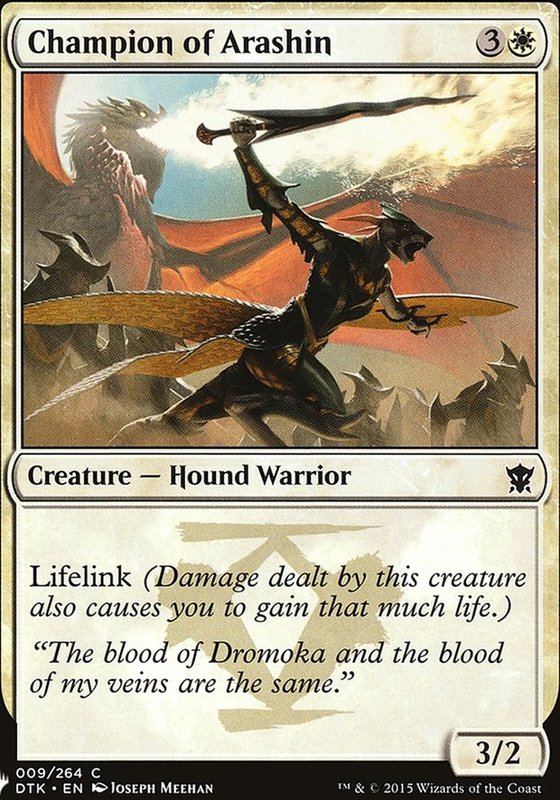 Champion of Arashin 3
Creature — Hound Warrior
Lifelink (Damage dealt by this creature
also causes you to gain that much life.)
“The blood of Dromoka and the blood
of my veins are the same.”
3/2
009/264 C
DTK • EN Joseph Meehan ™ & © 2015 Wizards of the Coast